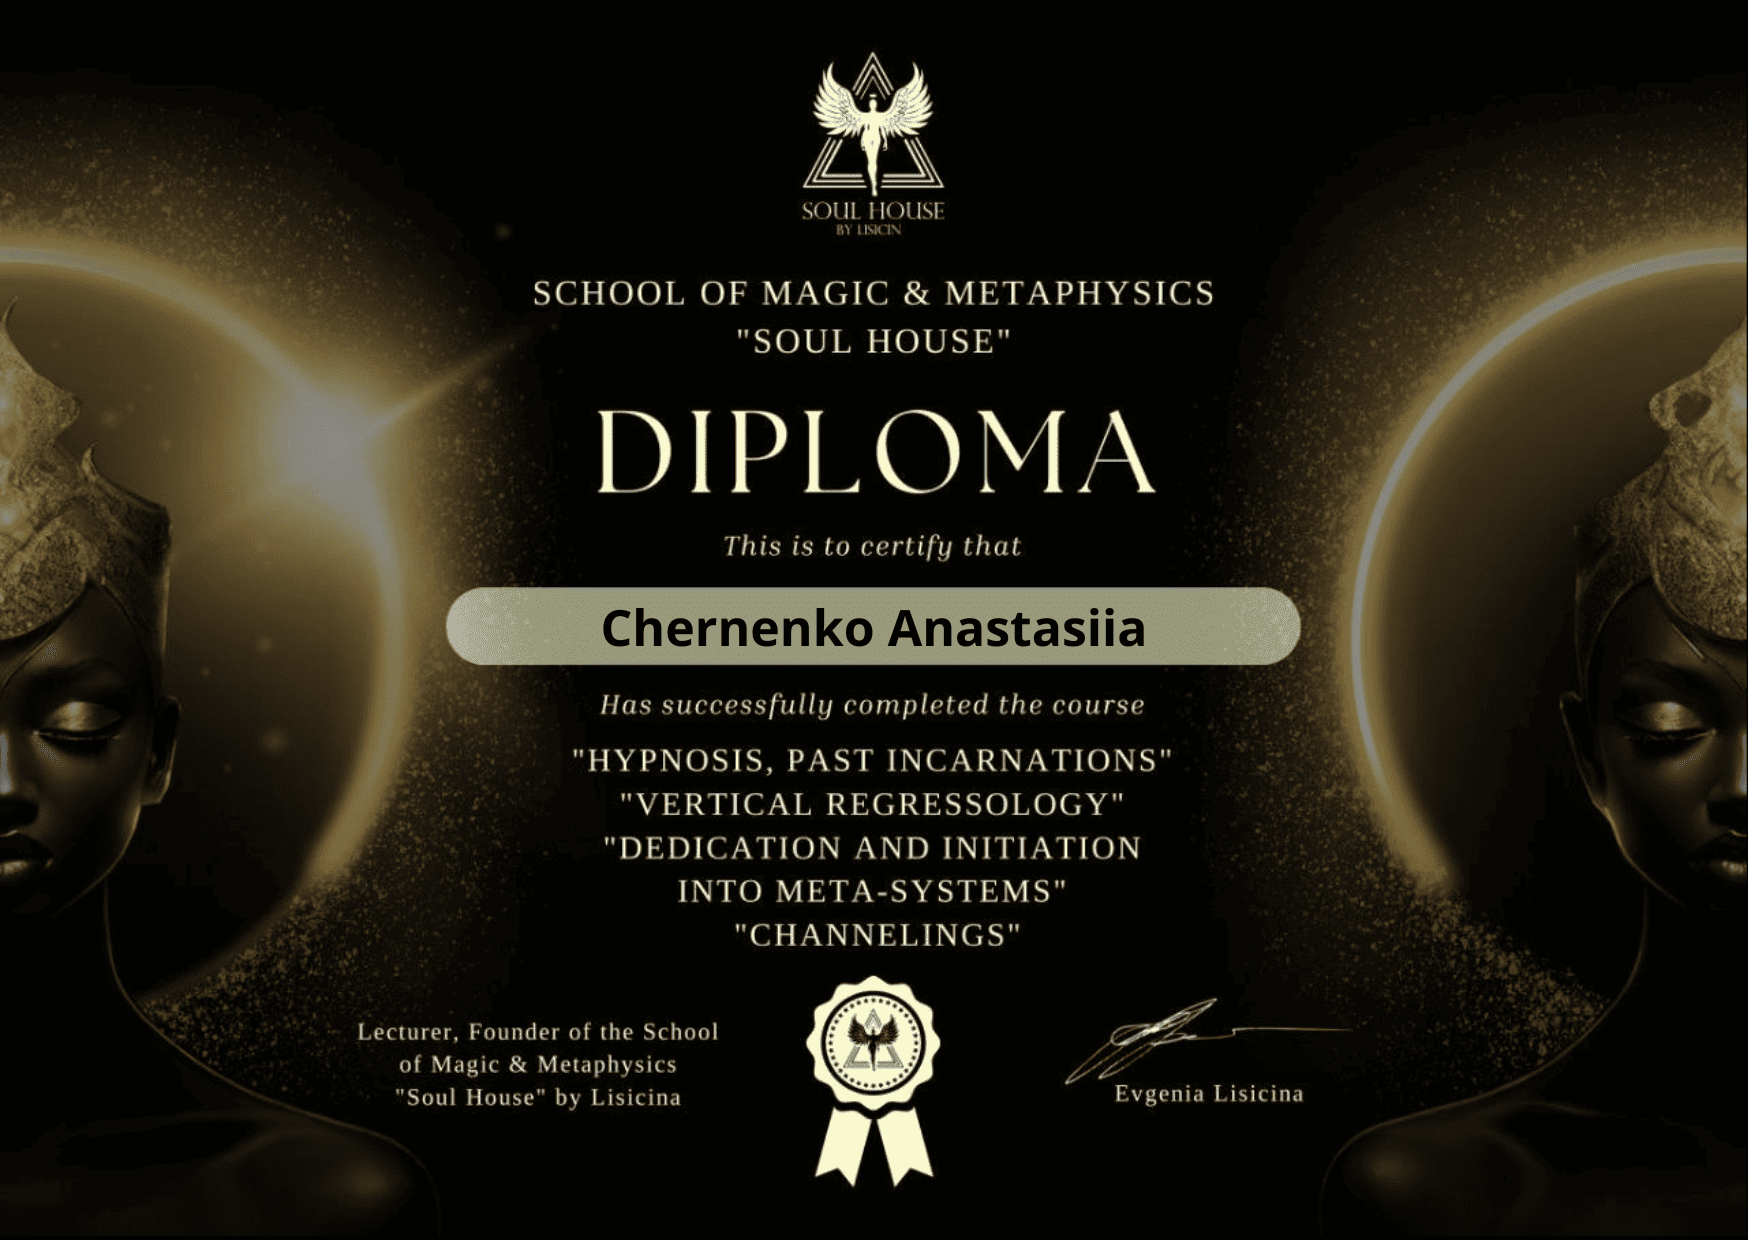 SOUL HOUSE
BY LISICIN
SCHOOL OF MAGIC & METAPHYSICS
"SOUL HOUSE"
DIPLOMA
This is to certify that
Chernenko Anastasiia
Has successfully completed the course
"HYPNOSIS, PAST INCARNATIONS"
"VERTICAL REGRESSOLOGY"
"DEDICATION AND INITIATION
INTO META-SYSTEMS"
"CHANNELINGS"
Lecturer, Founder of the School
of Magic & Metaphysics
"Soul House" by Lisicina
Evgenia Lisicina